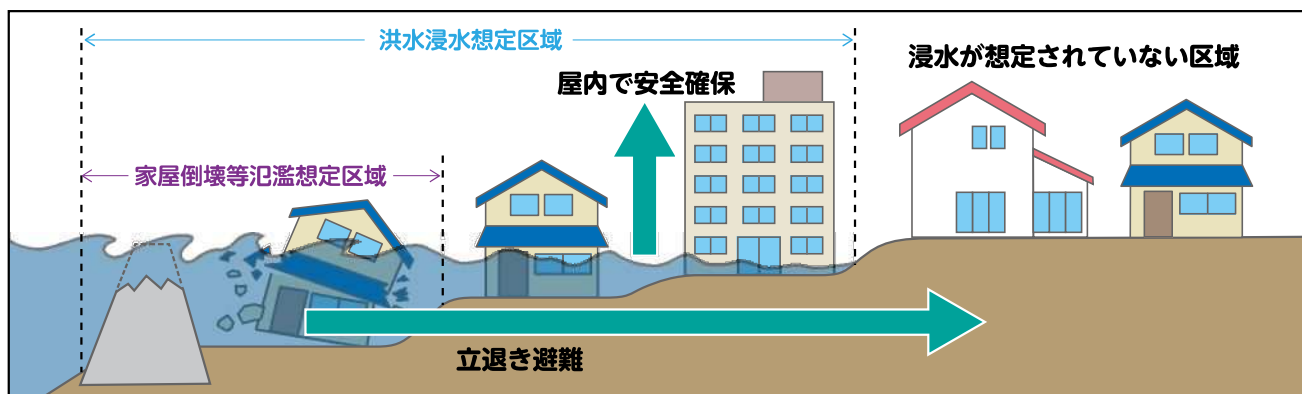 洪水浸水想定区域
浸水が想定されていない区域
屋内で安全確保
家屋倒壊等氾濫想定区域
立退き避難